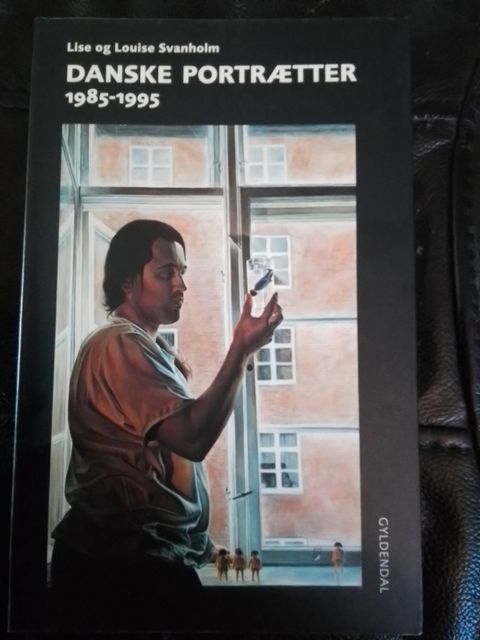 Lise og Louise Svanholm
DANSKE PORTRÆTTER
1985-1995
GYLDENDAL